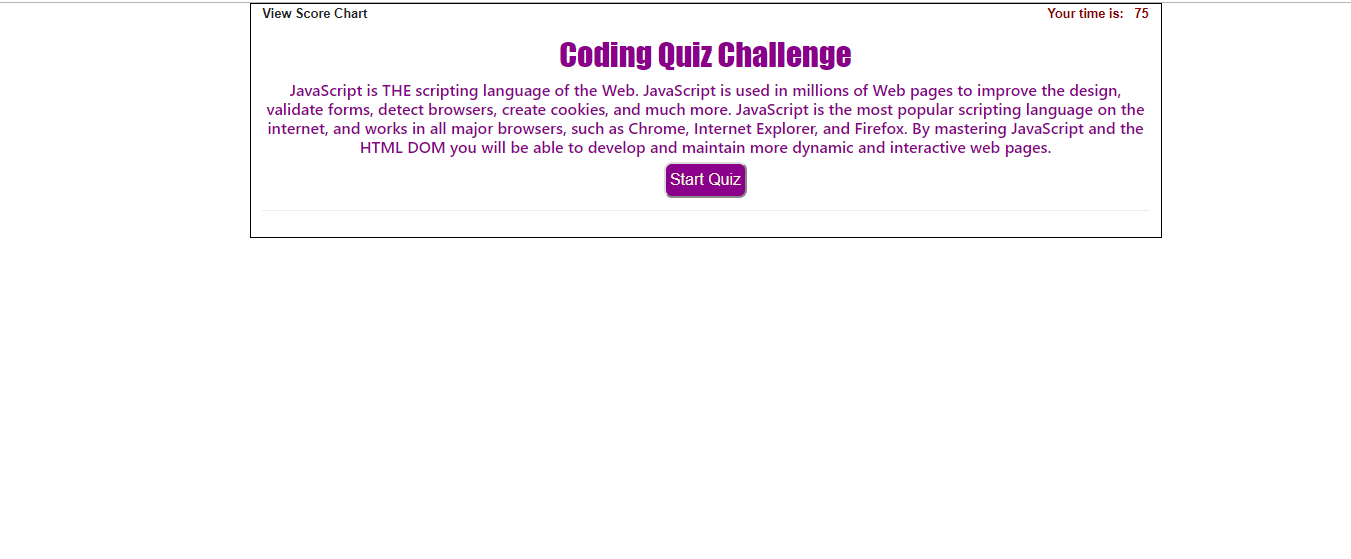 View Score Chart
Your time is: 75
Coding Quiz Challenge
JavaScript is THE scripting language of the Web. JavaScript is used in millions of Web pages to improve the design,
validate forms, detect browsers, create cookies, and much more. JavaScript is the most popular scripting language on the
internet, and works in all major browsers, such as Chrome, Internet Explorer, and Firefox. By mastering JavaScript and the
HTML DOM you will be able to develop and maintain more dynamic and interactive web pages.
Start Quiz